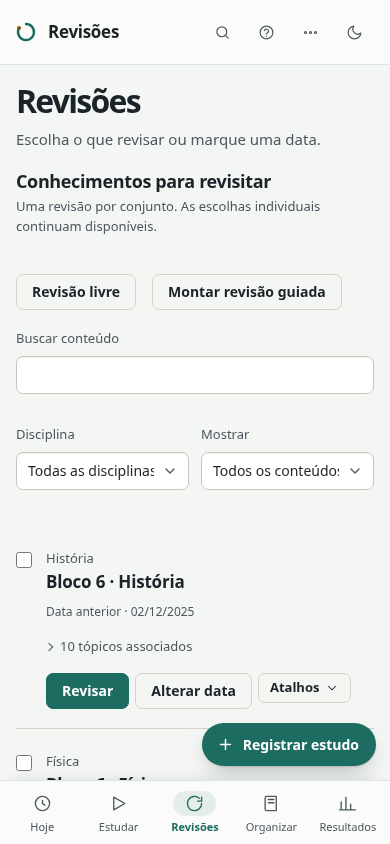 Revisões
Revisões
Escolha o que revisar ou marque uma data.
Conhecimentos para revisitar
Uma revisão por conjunto. As escolhas individuais
continuam disponíveis.
Revisão livre
Montar revisão guiada
Buscar conteúdo
Disciplina
Mostrar
Todas as disciplinas
Todos os conteúdos
História
Bloco 6 · História
Data anterior · 02/12/2025
10 tópicos associados
Revisar
Alterar data
Atalhos
Registrar estudo
Física
Hoje
Estudar
Revisões
Organizar
Resultados